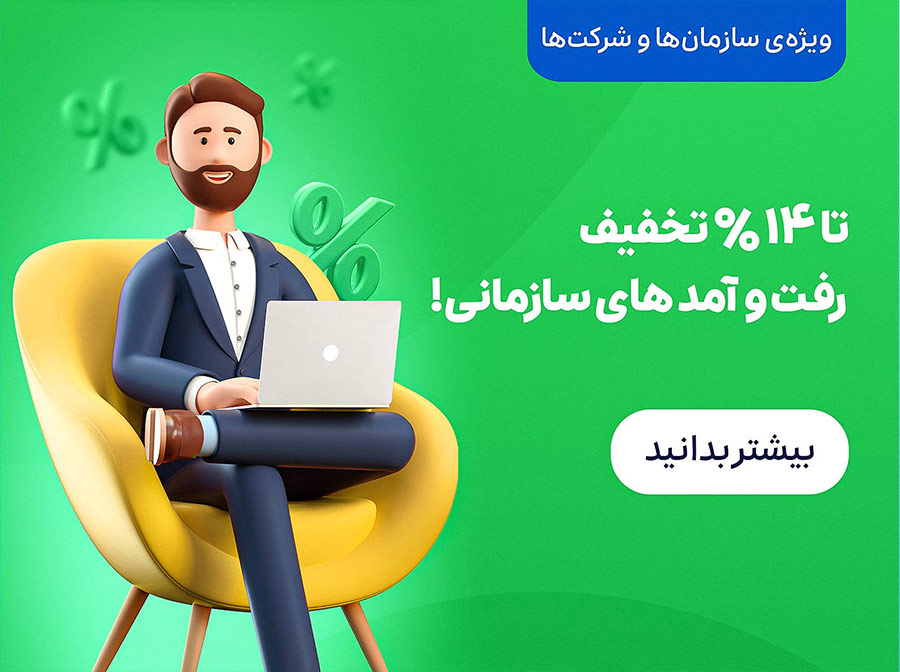 ویژه‌ی سازمان‌ها و شرکت‌ها
تا ۱۴% تخفیف
رفت و آمد های سازمانی!
بیشتر بدانید